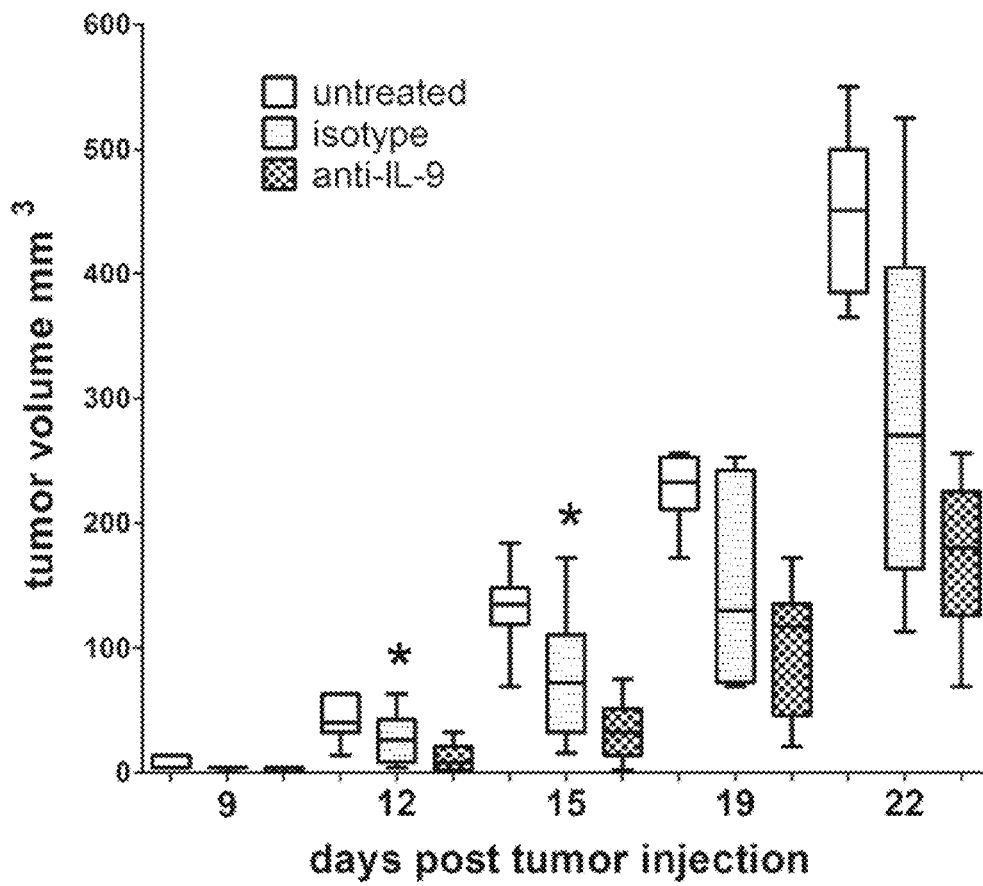 600
500
400
300
200
100
0
tumor volume mm 3
untreated
isotype
anti-IL-9
*
*
9 12 15 19 22
days post tumor injection